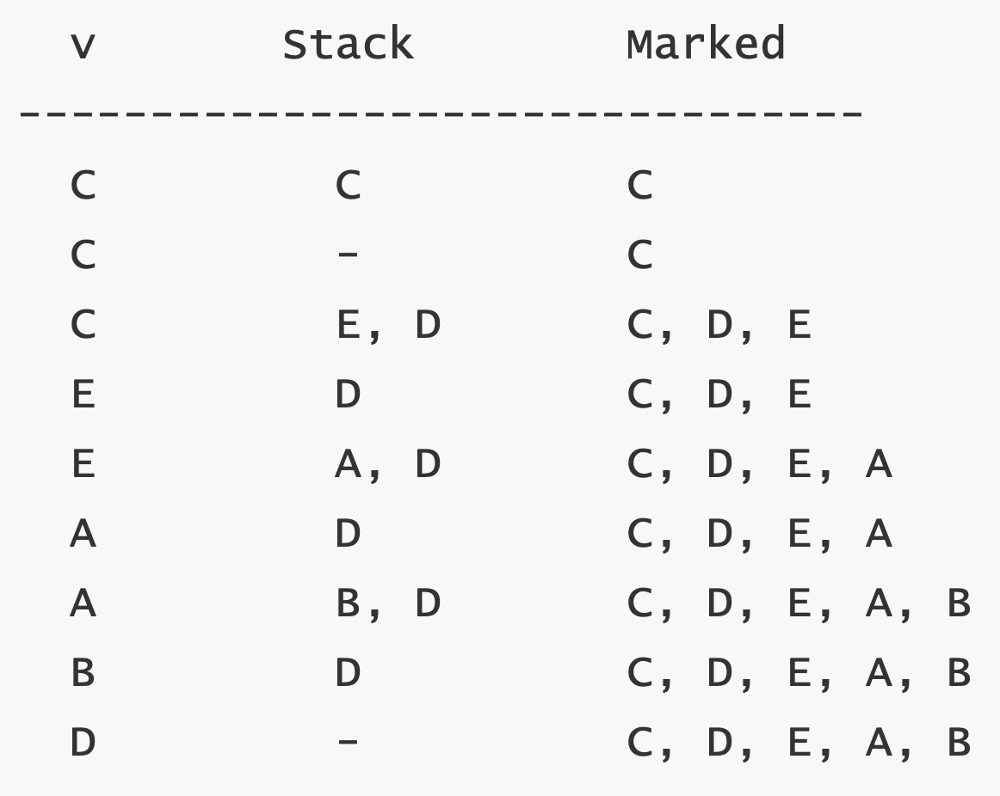 v Stack Marked
--------------------------------
C C C
C - C
C E, D C, D, E
E D C, D, E
E A, D C, D, E, A
A D C, D, E, A
A B, D C, D, E, A, B
B D C, D, E, A, B
D - C, D, E, A, B